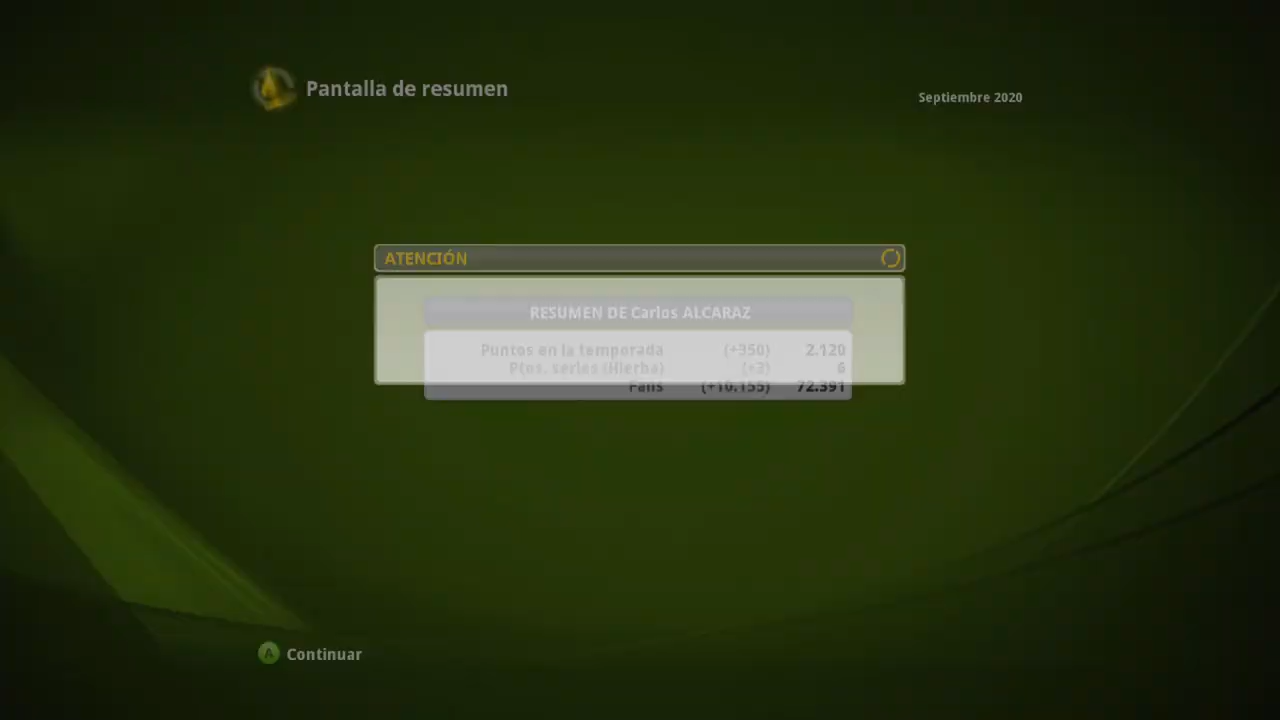 Pantalla de resumen
Septiembre 2020
ATENCIÓN
RESUMEN DE Carlos ALCARAZ
Puntos en la temporada (+350) 2.120
Ptos. series (Hierba) (+3) 6
Fans (+10.155) 72.391
A Continuar